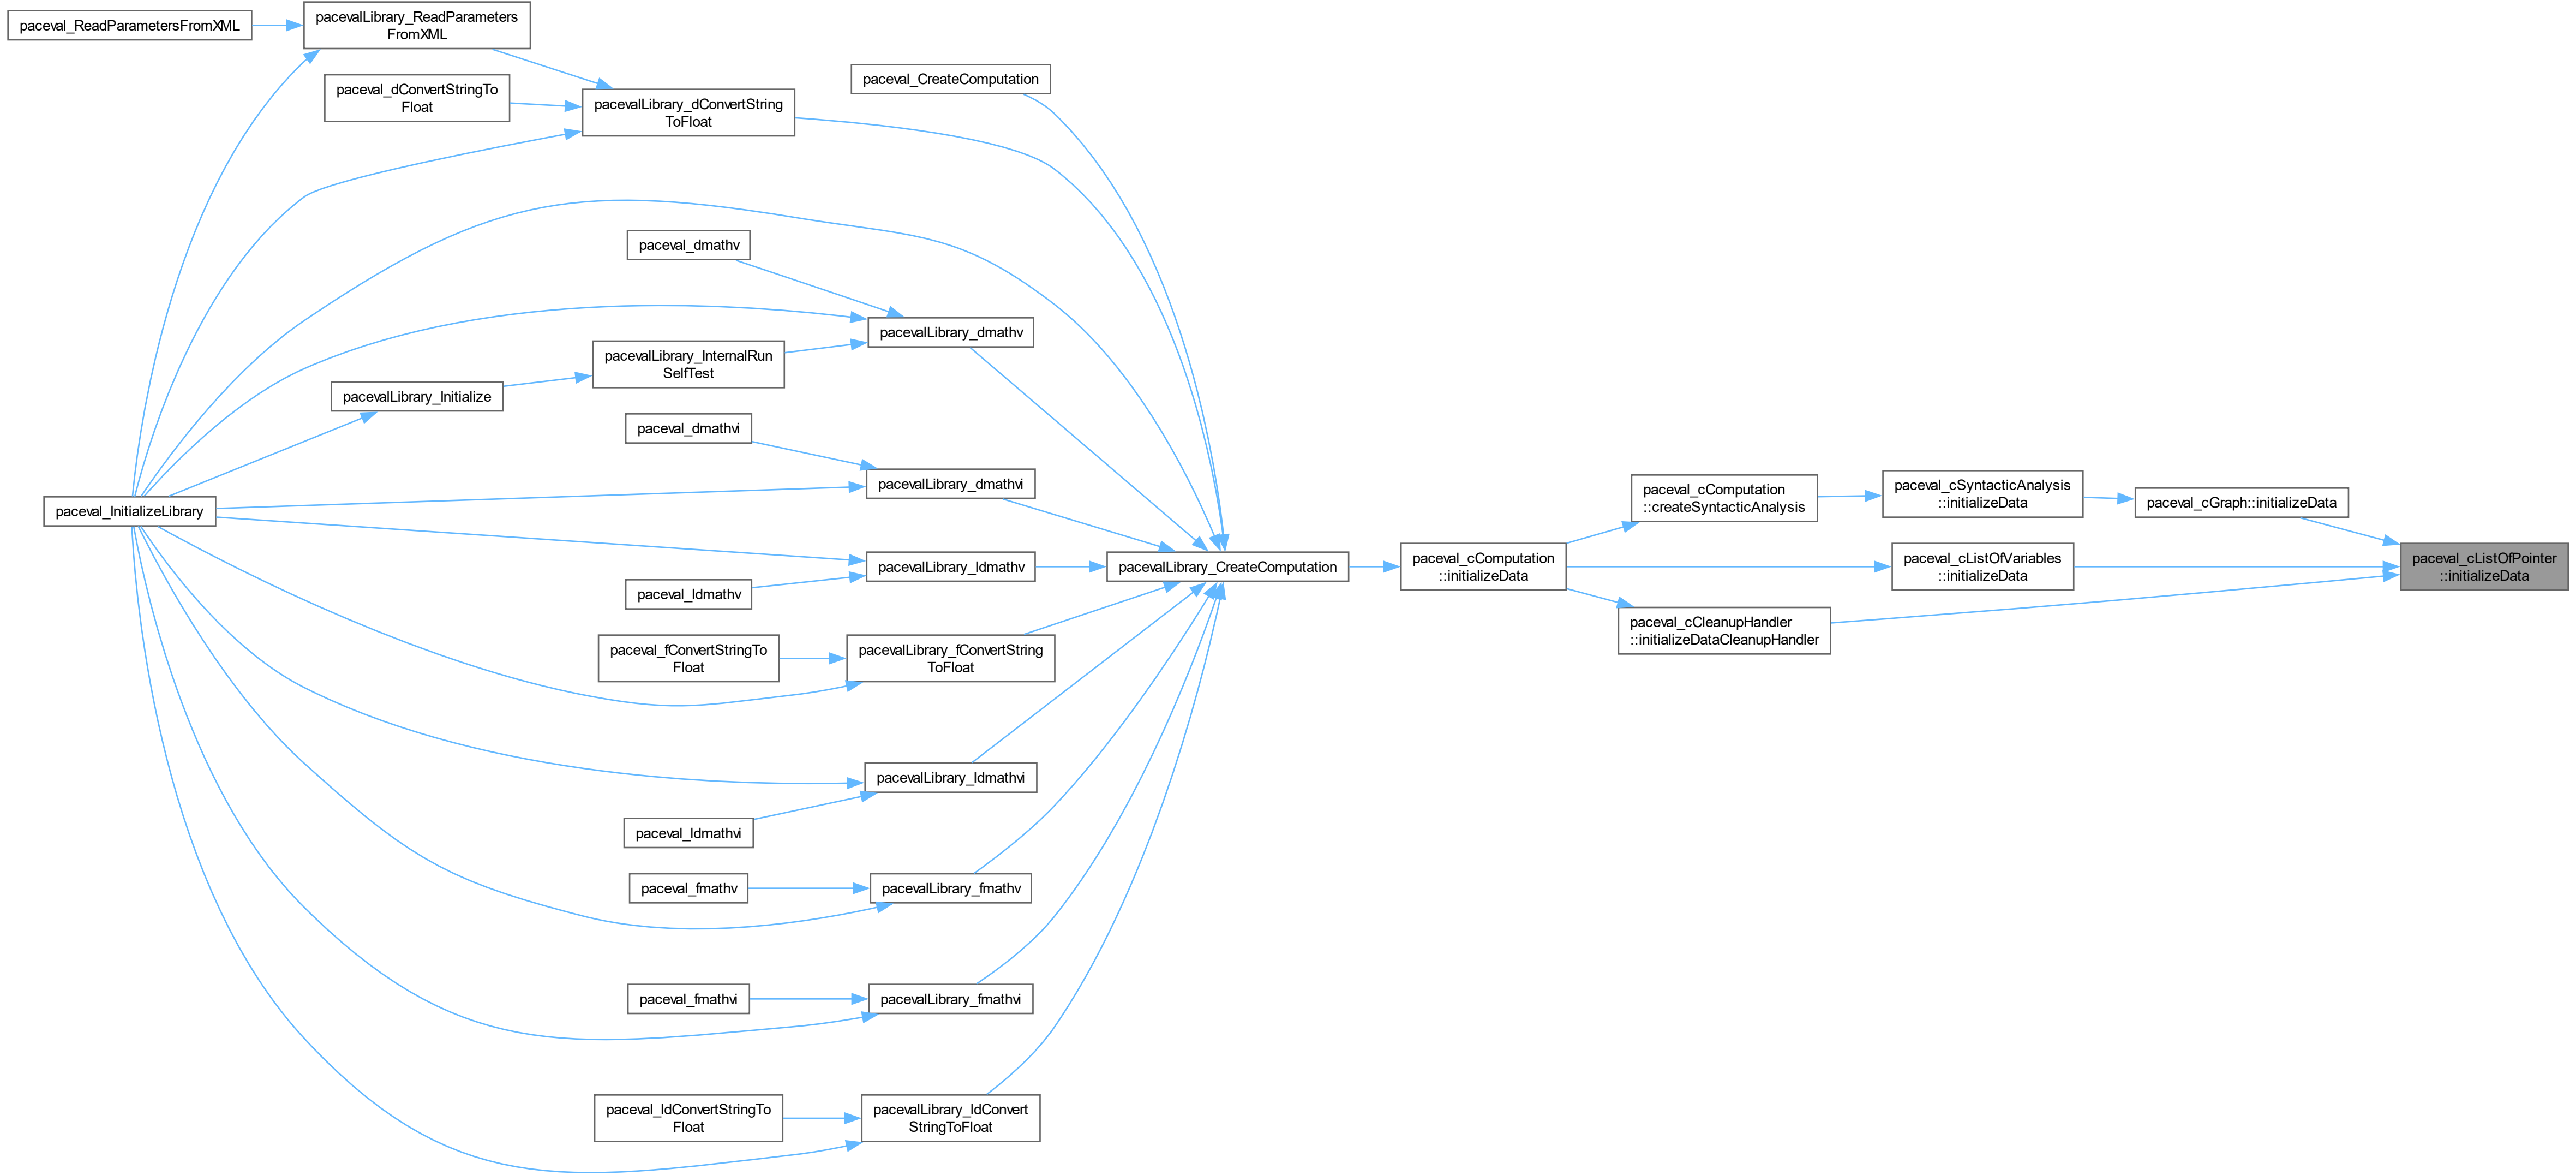 paceval_ReadParametersFromXML
pacevalLibrary_ReadParameters
FromXML
paceval_dConvertStringTo
Float
pacevalLibrary_dConvertString
ToFloat
paceval_CreateComputation
paceval_dmathv
pacevalLibrary_dmathv
pacevalLibrary_InternalRun
SelfTest
pacevalLibrary_Initialize
paceval_dmathvi
pacevalLibrary_dmathvi
paceval_InitializeLibrary
pacevalLibrary_ldmathv
paceval_ldmathv
pacevalLibrary_CreateComputation
paceval_cComputation
::initializeData
paceval_cComputation
::createSyntacticAnalysis
paceval_cSyntacticAnalysis
::initializeData
paceval_cGraph::initializeData
paceval_cListOfVariables
::initializeData
paceval_cListOfPointer
::initializeData
paceval_cCleanupHandler
::initializeDataCleanupHandler
paceval_fConvertStringTo
Float
pacevalLibrary_fConvertString
ToFloat
pacevalLibrary_ldmathvi
paceval_ldmathvi
paceval_fmathv
pacevalLibrary_fmathv
paceval_fmathvi
pacevalLibrary_fmathvi
paceval_ldConvertStringTo
Float
pacevalLibrary_ldConvert
StringToFloat